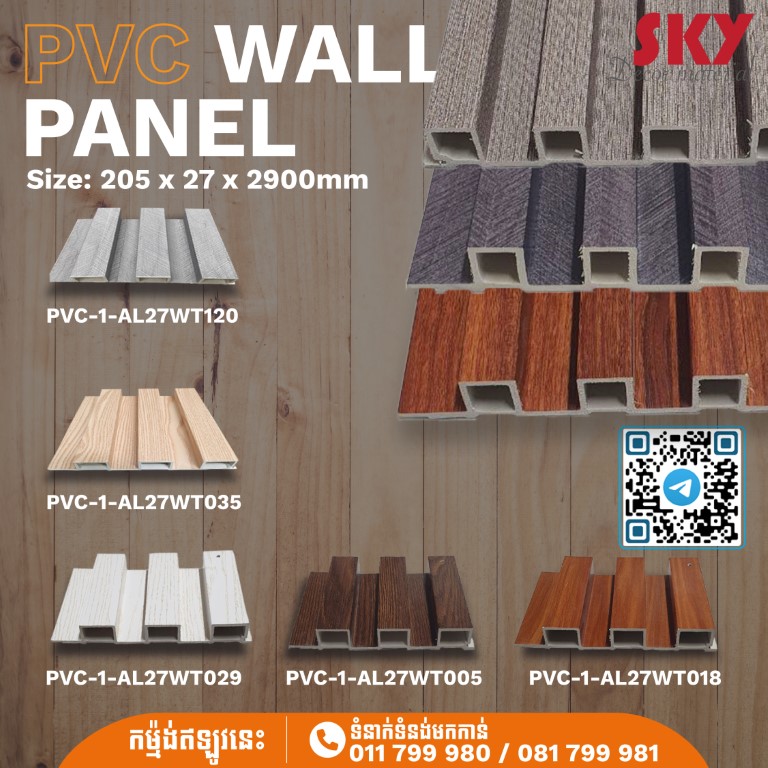 PVC WALL
PANEL
Size: 205 x 27 x 2900mm
SKY
Decor material
PVC-1-AL27WT120
PVC-1-AL27WT035
PVC-1-AL27WT029
PVC-1-AL27WT005
PVC-1-AL27WT018
កម្ម៉ង់ឥឡូវនេះ
ទំនាក់ទំនងមកកាន់
011 799 980 / 081 799 981